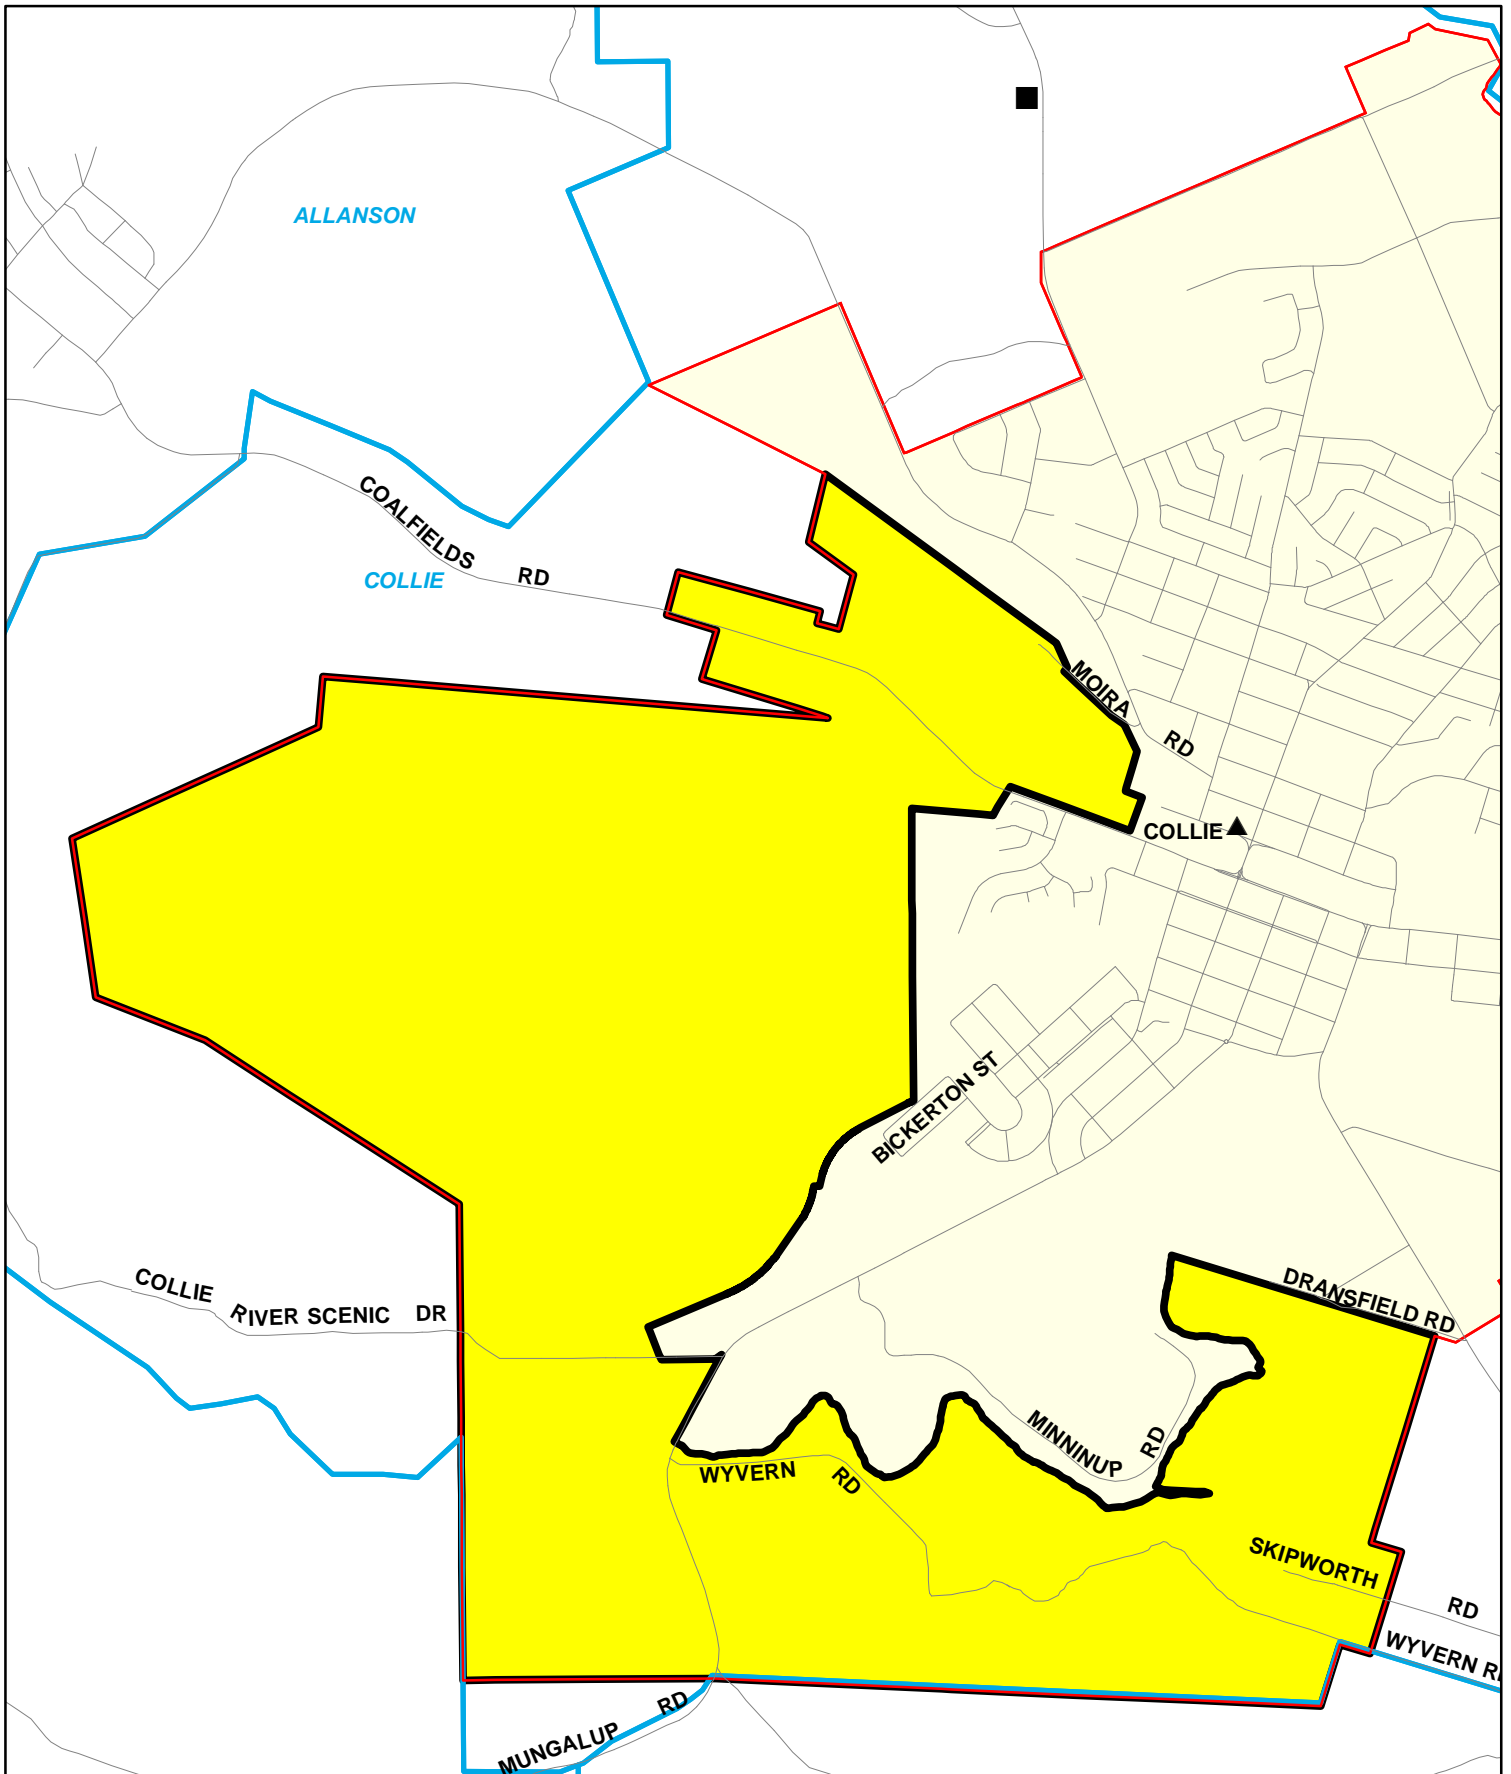 ALLANSON
COALFIELDS RD
COLLIE
MOIRA RD
COLLIE
BICKERTON ST
COLLIE RIVER SCENIC DR
DRANSFIELD RD
MINNINUP RD
WYVERN RD
SKIPWORTH RD
WYVERN
MUNGALUP RD